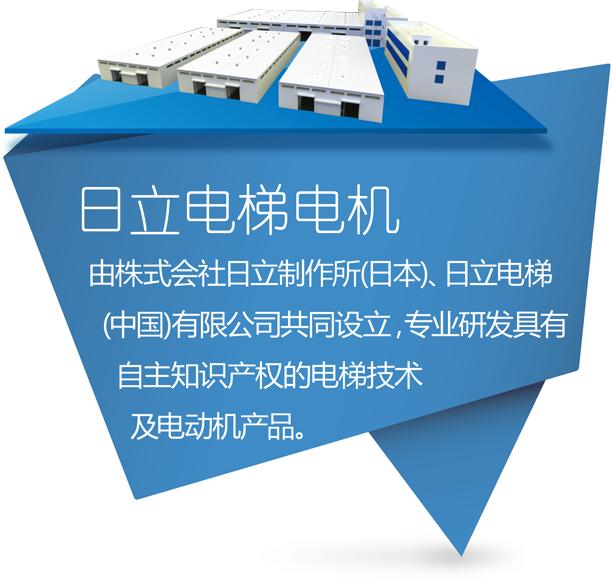 日立电梯电机
由株式会社日立制作所(日本)、日立电梯
(中国)有限公司共同设立,专业研发具有
自主知识产权的电梯技术
及电动机产品。